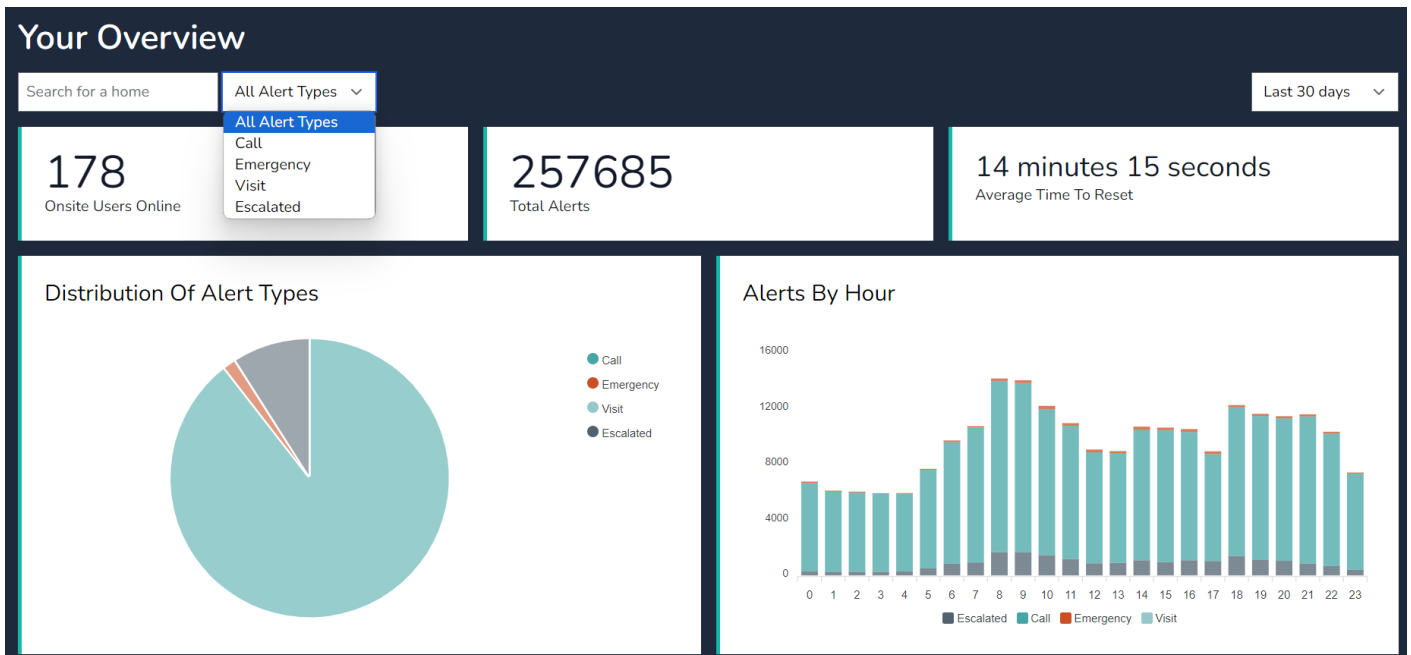 Your Overview
Search for a home
All Alert Types
Last 30 days
All Alert Types
Call
Emergency
Visit
Escalated
178
Onsite Users Online
257685
Total Alerts
14 minutes 15 seconds
Average Time To Reset
Distribution Of Alert Types
Call
Emergency
Visit
Escalated
Alerts By Hour
16000
12000
8000
4000
0
0 1 2 3 4 5 6 7 8 9 10 11 12 13 14 15 16 17 18 19 20 21 22 23
Escalated Call Emergency Visit